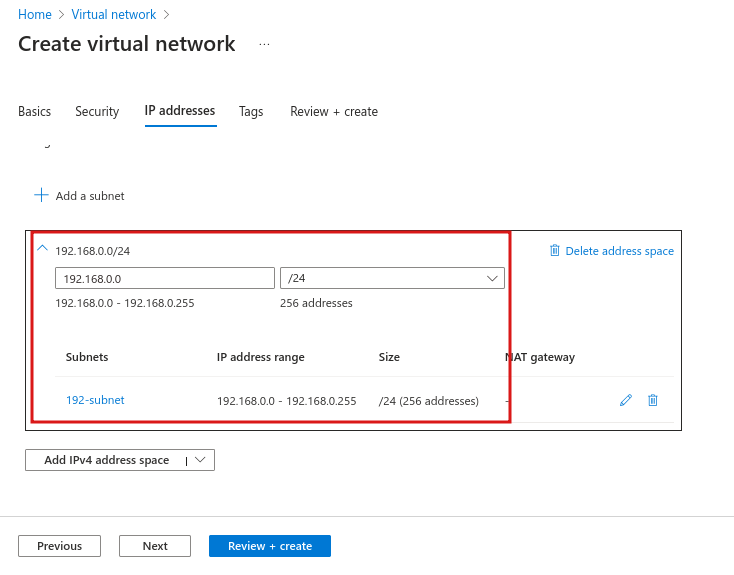 Home > Virtual network >
Create virtual network ...
Basics Security IP addresses Tags Review + create
+ Add a subnet
192.168.0.0/24 Delete address space
192.168.0.0 /24
192.168.0.0 - 192.168.0.255 256 addresses
Subnets IP address range Size NAT gateway
192-subnet 192.168.0.0 - 192.168.0.255 /24 (256 addresses) -
Add IPv4 address space |
Previous Next Review + create